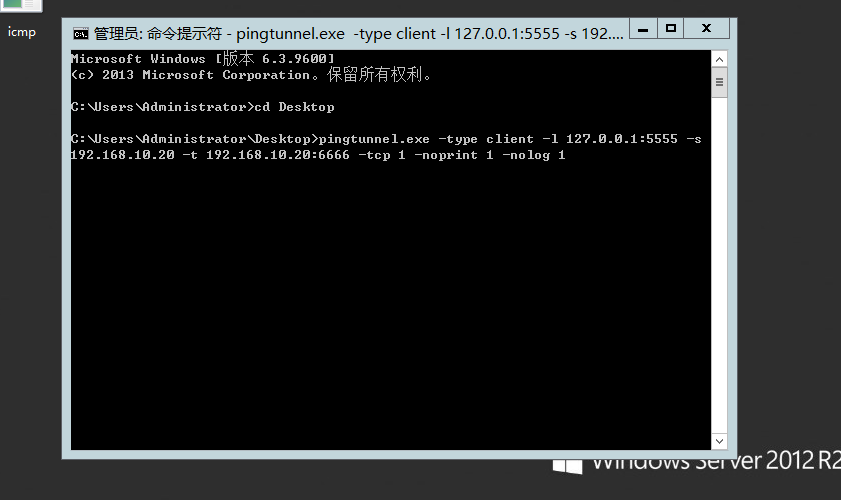 icmp
管理员: 命令提示符 - pingtunnel.exe -type client -l 127.0.0.1:5555 -s 192....
Microsoft Windows [版本 6.3.9600]
(c) 2013 Microsoft Corporation。保留所有权利。
C:\Users\Administrator>cd Desktop
C:\Users\Administrator\Desktop>pingtunnel.exe -type client -l 127.0.0.1:5555 -s
192.168.10.20 -t 192.168.10.20:6666 -tcp 1 -noprint 1 -nolog 1
Windows Server 2012 R2